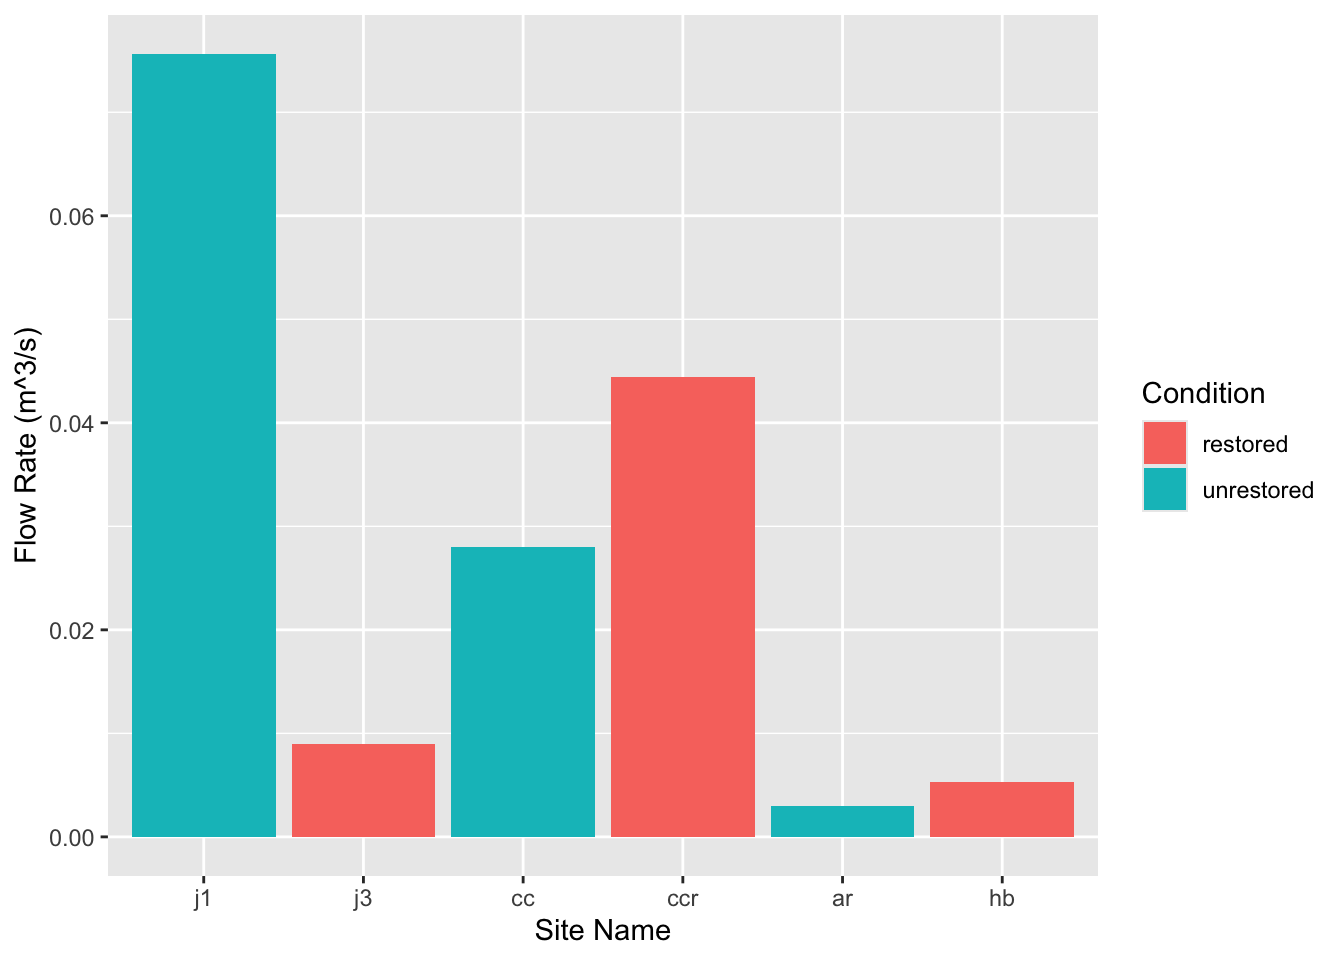 Flow Rate (m^3/s)
0.06
0.04
0.02
0.00
j1 j3 cc ccr ar hb
Site Name
Condition
restored
unrestored